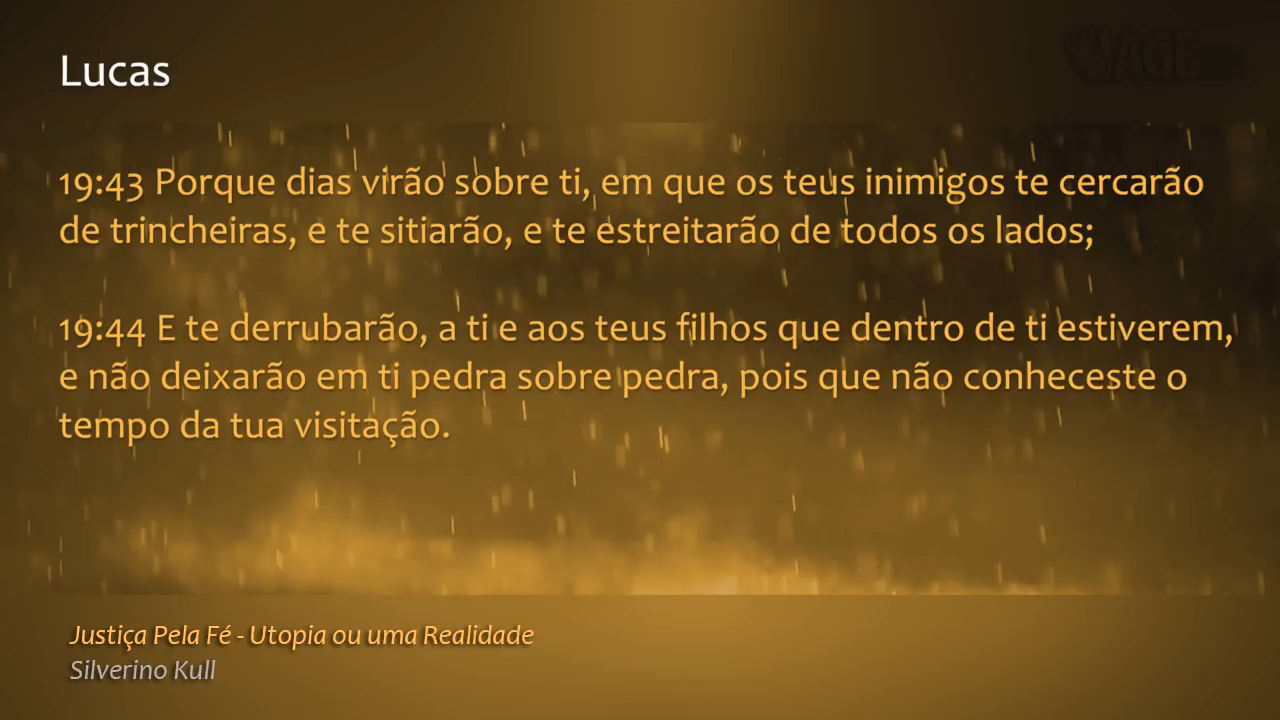 Lucas
19:43 Porque dias virão sobre ti, em que os teus inimigos te cercarão
de trincheiras, e te sitiarão, e te estreitarão de todos os lados;
19:44 E te derrubarão, a ti e aos teus filhos que dentro de ti estiverem,
e não deixarão em ti pedra sobre pedra, pois que não conheceste o
tempo da tua visitação.
Justiça Pela Fé - Utopia ou uma Realidade
Silverino Kull